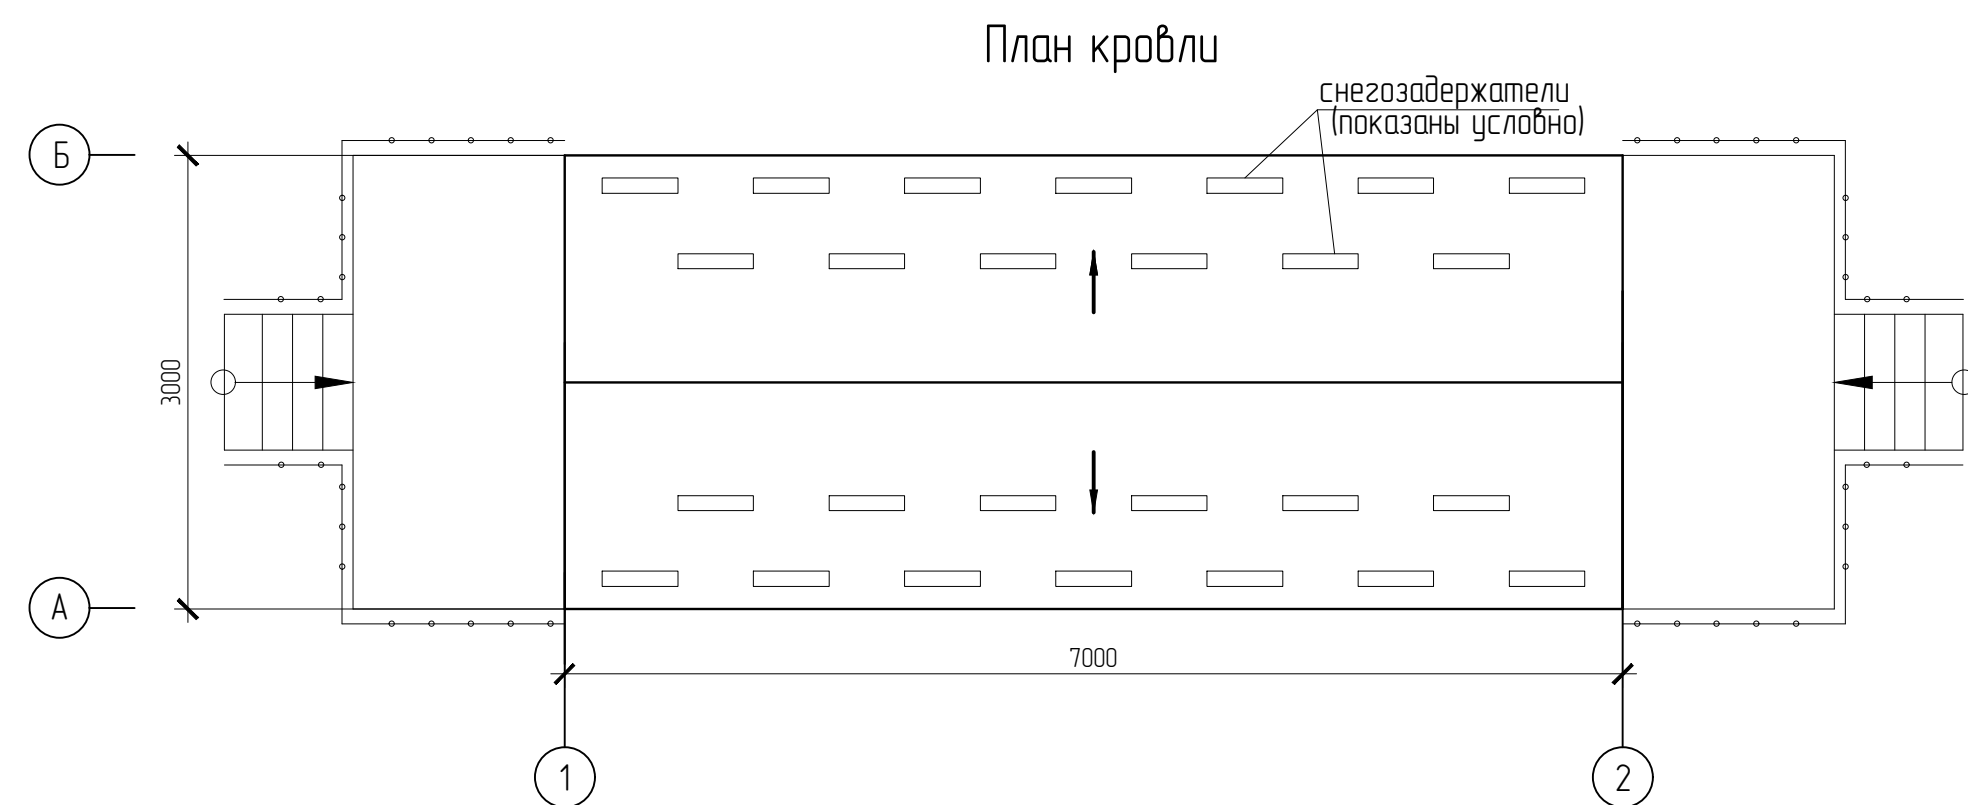 План кровли
снегозадержатели
(показаны условно)
Б
3000
А
7000
1
2